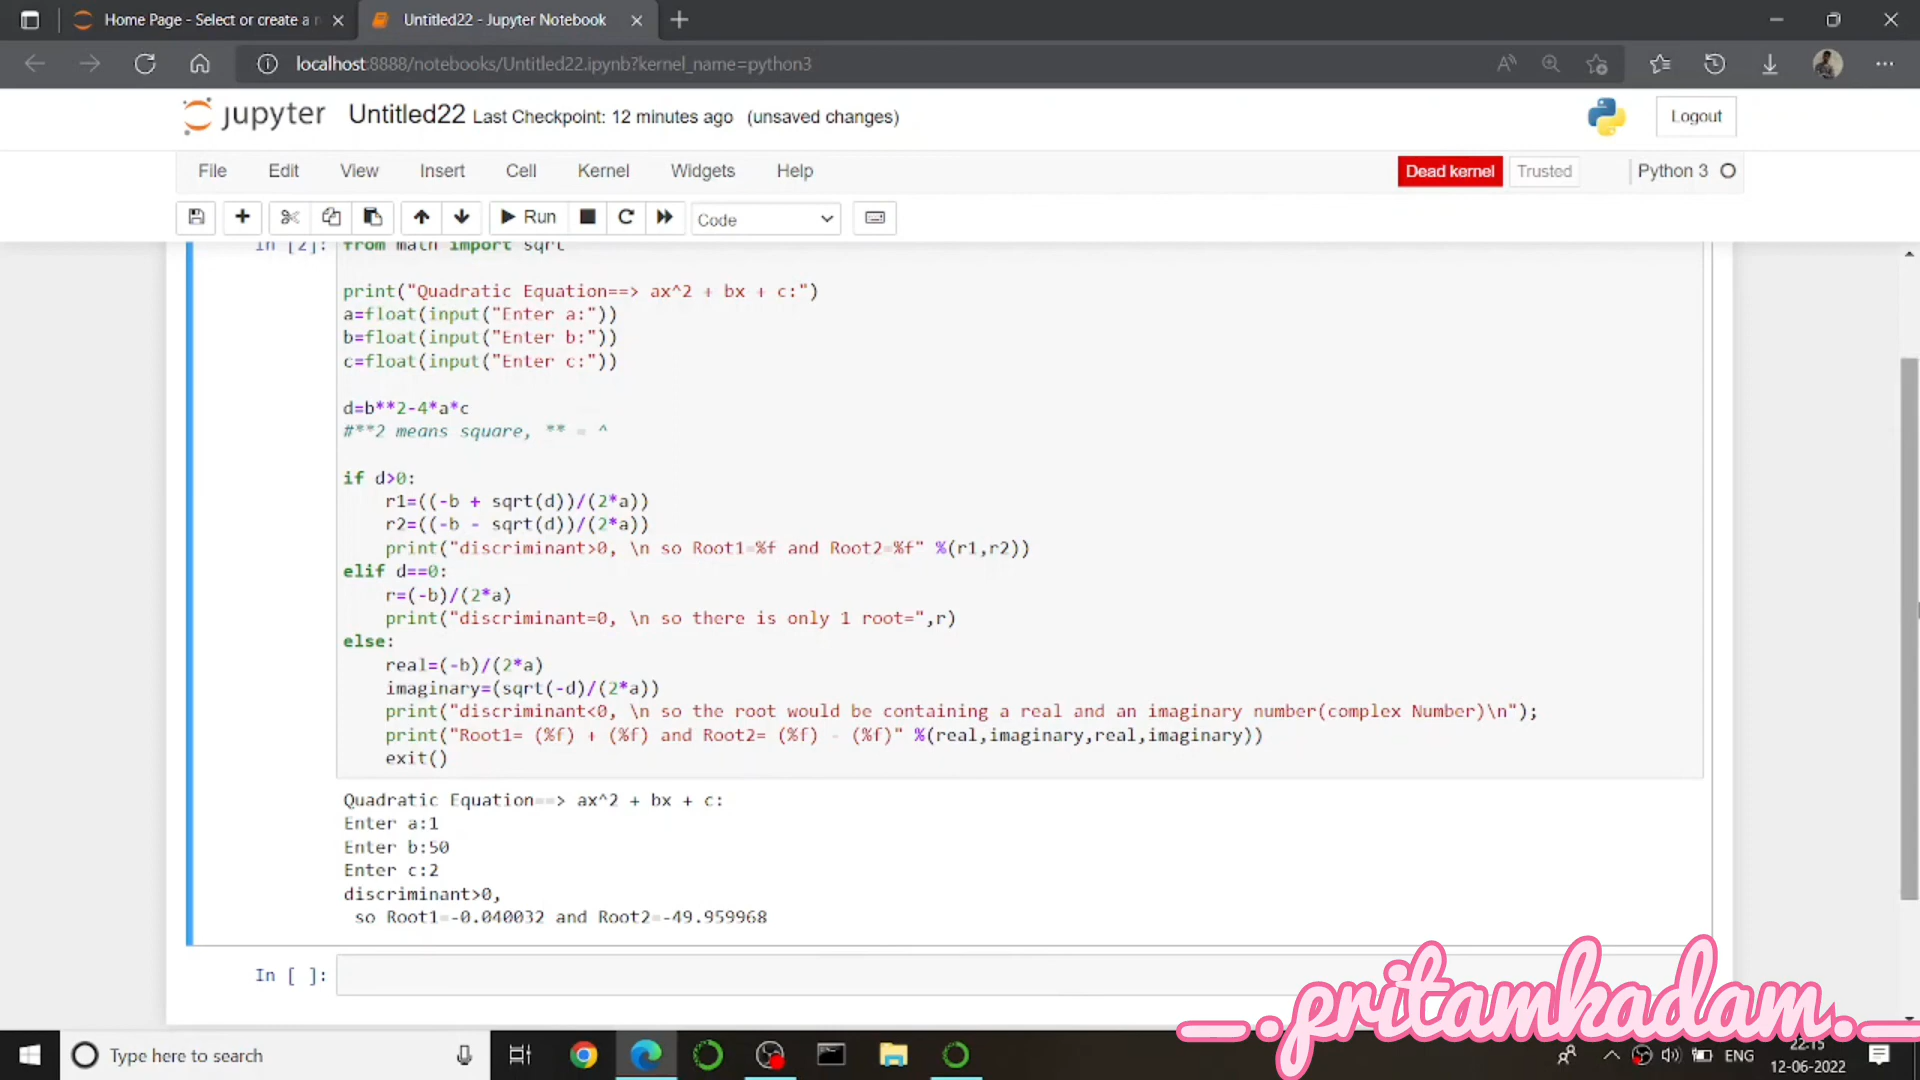 Home Page - Select or create a n
Untitled22 - Jupyter Notebook
localhost:8888/notebooks/Untitled22.ipynb?kernel_name=python3
jupyter Untitled22 Last Checkpoint: 12 minutes ago (unsaved changes)
Logout
File Edit View Insert Cell Kernel Widgets Help
Dead kernel Trusted Python 3
Run Code
In [2]: from math import sqrt
print("Quadratic Equation==> ax^2 + bx + c:")
a=float(input("Enter a:"))
b=float(input("Enter b:"))
c=float(input("Enter c:"))
d=b**2-4*a*c
#**2 means square, ** = ^
if d>0:
r1=((-b + sqrt(d))/(2*a))
r2=((-b - sqrt(d))/(2*a))
print("discriminant>0, \n so Root1=%f and Root2=%f" %(r1,r2))
elif d==0:
r=(-b)/(2*a)
print("discriminant=0, \n so there is only 1 root=",r)
else:
real=(-b)/(2*a)
imaginary=(sqrt(-d)/(2*a))
print("discriminant<0, \n so the root would be containing a real and an imaginary number(complex Number)\n");
print("Root1= (%f) + (%f) and Root2= (%f) - (%f)" %(real,imaginary,real,imaginary))
exit()
Quadratic Equation==> ax^2 + bx + c:
Enter a:1
Enter b:50
Enter c:2
discriminant>0,
so Root1=-0.040032 and Root2=-49.959968
In [ ]:
_.pritamkadam._
Type here to search
ENG
22:15
12-06-2022